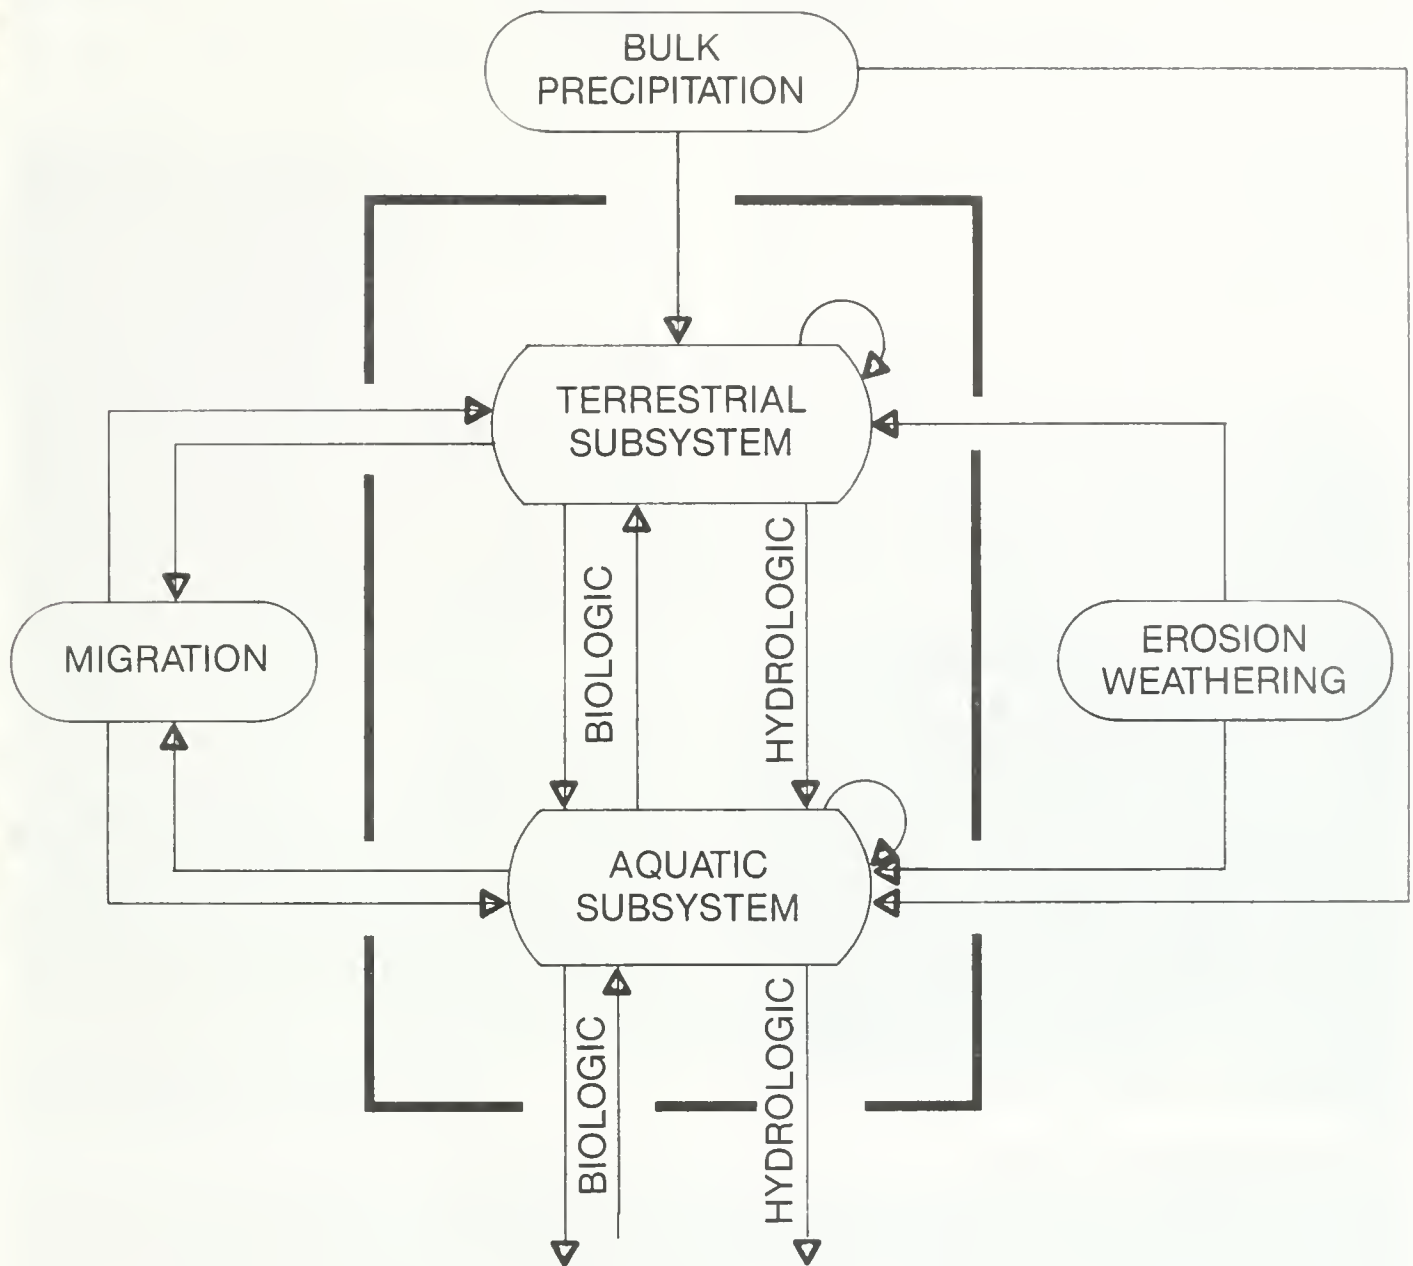 BULK
PRECIPITATION
TERRESTRIAL
SUBSYSTEM
BIOLOGIC
HYDROLOGIC
MIGRATION
EROSION
WEATHERING
AQUATIC
SUBSYSTEM
BIOLOGIC
HYDROLOGIC